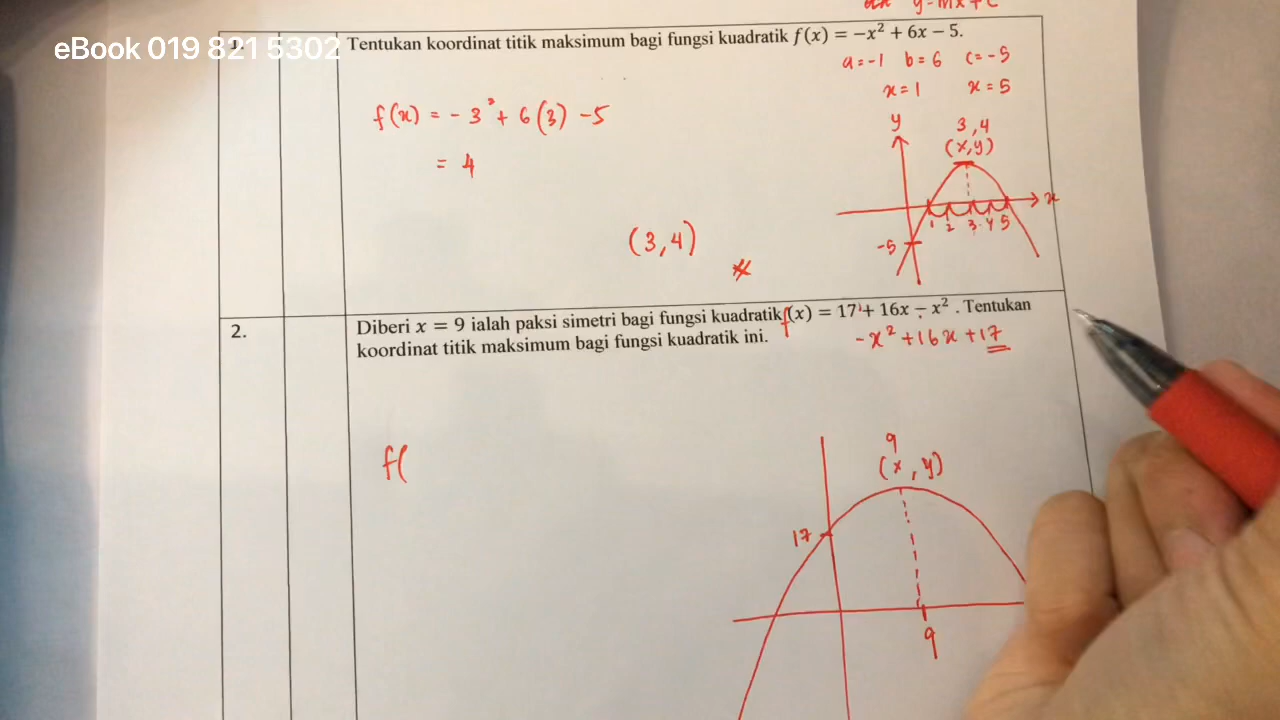 y = mx + c
eBook 019 821 5302
Tentukan koordinat titik maksimum bagi fungsi kuadratik f(x) = −x² + 6x − 5.
a = -1 b = 6 c = -5
x = 1 x = 5
f(x) = - 3² + 6(3) - 5
= 4
(3,4)
y
3,4
(x,y)
x
1 2 3 4 5
-5
2.
Diberi x = 9 ialah paksi simetri bagi fungsi kuadratik f(x) = 17 + 16x − x² . Tentukan
koordinat titik maksimum bagi fungsi kuadratik ini.
-x² + 16x + 17
f(
9
(x, y)
17
9